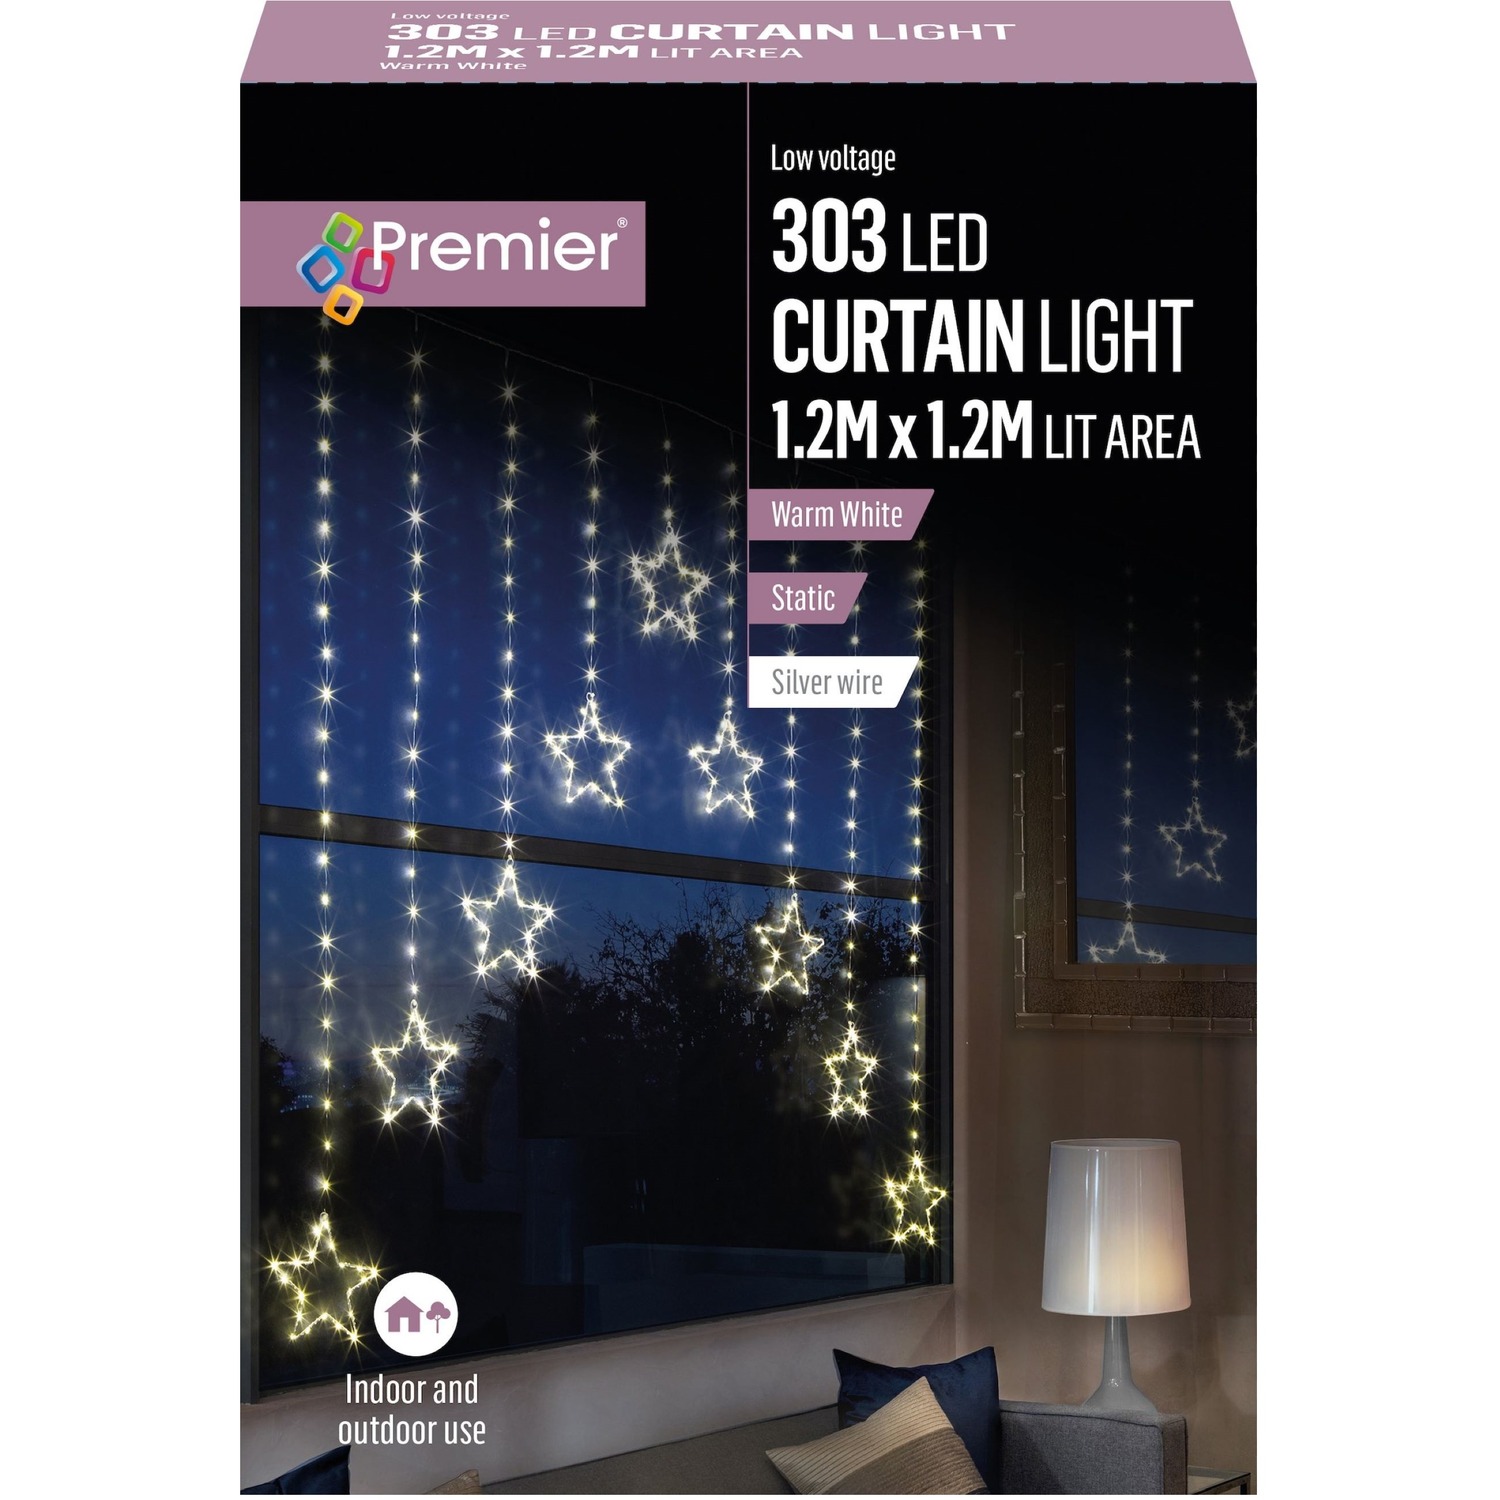 Low voltage
303 LED CURTAIN LIGHT
1.2M x 1.2M LIT AREA
Warm White
Premier®
Low voltage
303 LED
CURTAIN LIGHT
1.2M x 1.2M LIT AREA
Warm White
Static
Silver wire
Indoor and
outdoor use